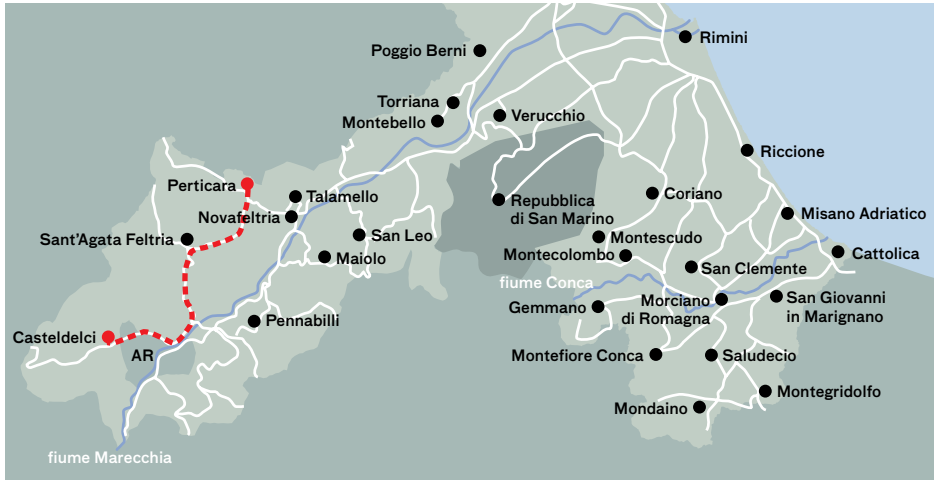 Rimini
Poggio Berni
Torriana
Montebello
Verucchio
Riccione
Perticara
Talamello
Repubblica
di San Marino
Coriano
Novafeltria
Misano Adriatico
Sant'Agata Feltria
San Leo
Montescudo
Maiolo
Montecolombo
Cattolica
San Clemente
fiume Conca
Gemmano
Morciano
di Romagna
San Giovanni
in Marignano
Pennabilli
Casteldelci
AR
Montefiore Conca
Saludecio
Montegridolfo
Mondaino
fiume Marecchia